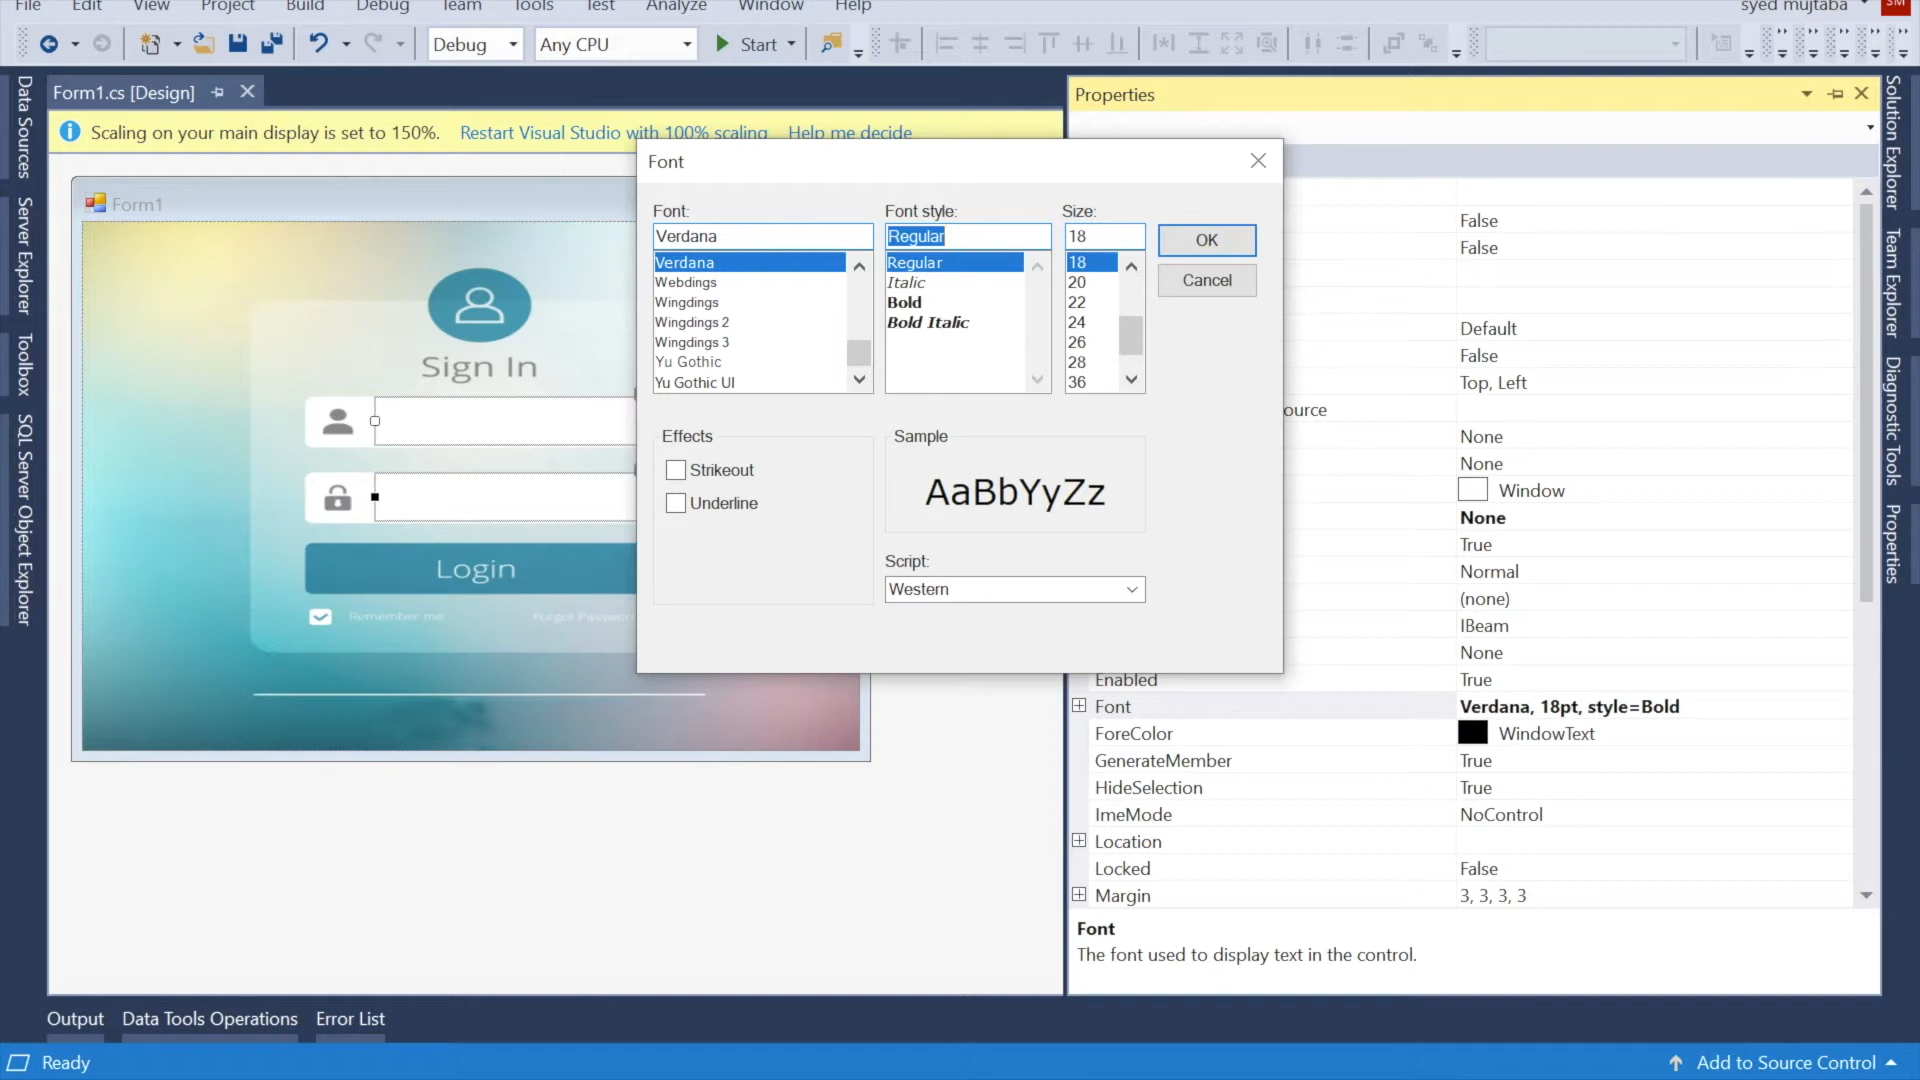 File Edit View Project Build Debug Team Tools Test Analyze Window Help
syed mujtaba
SM
Debug
Any CPU
Start
Data Sources
Server Explorer
Toolbox
SQL Server Object Explorer
Form1.cs [Design]
Scaling on your main display is set to 150%. Restart Visual Studio with 100% scaling Help me decide
Form1
Sign In
Login
Remember me
Forgot Password
Font
Font:
Font style:
Size:
Verdana
Regular
18
OK
Cancel
Verdana
Webdings
Wingdings
Wingdings 2
Wingdings 3
Yu Gothic
Yu Gothic UI
Regular
Italic
Bold
Bold Italic
18
20
22
24
26
28
36
Effects
Strikeout
Underline
Sample
AaBbYyZz
Script:
Western
Properties
False
False
Default
False
Top, Left
ource
None
None
Window
None
True
Normal
(none)
IBeam
None
Enabled True
Font Verdana, 18pt, style=Bold
ForeColor WindowText
GenerateMember True
HideSelection True
ImeMode NoControl
Location
Locked False
Margin 3, 3, 3, 3
Font
The font used to display text in the control.
Solution Explorer
Team Explorer
Diagnostic Tools
Properties
Output Data Tools Operations Error List
Ready
Add to Source Control